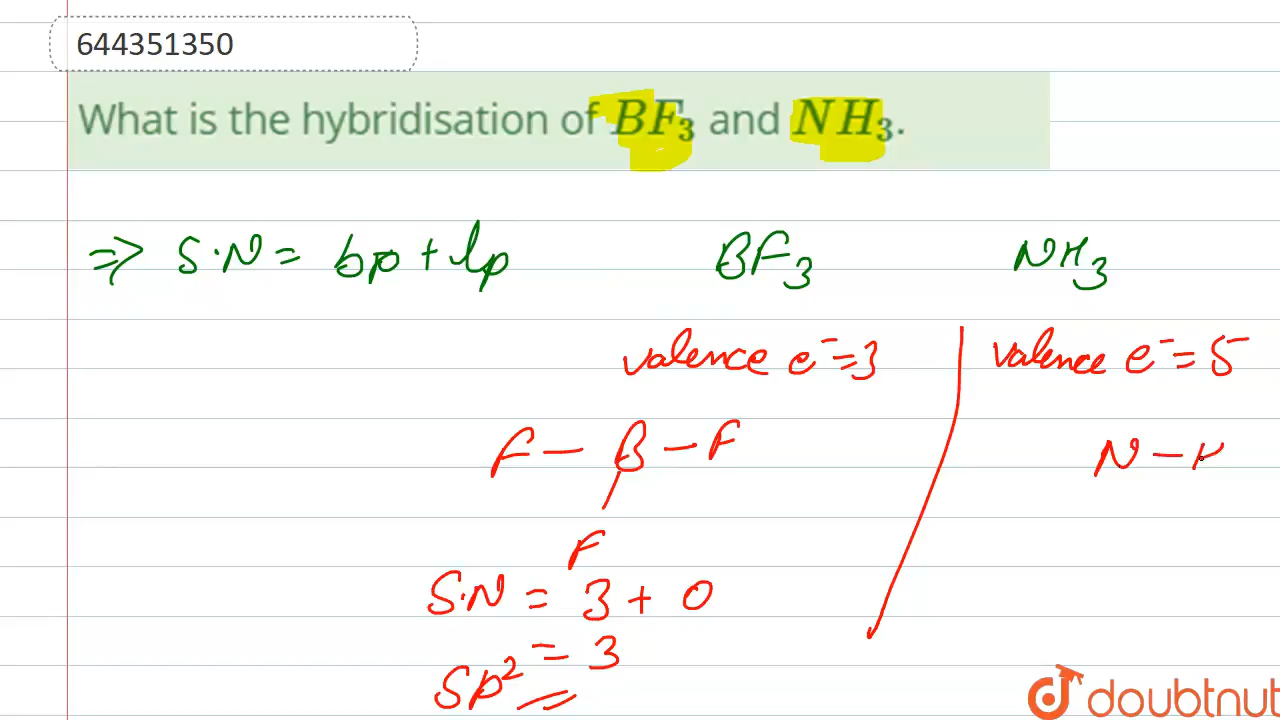 644351350
What is the hybridisation of BF₃ and NH₃.
⇒ S.N = bp + lp
BF₃
NH₃
valence e⁻ = 3
valence e⁻ = 5
F — B — F
F
N — H
S.N = 3 + 0
= 3
sp²
doubtnut